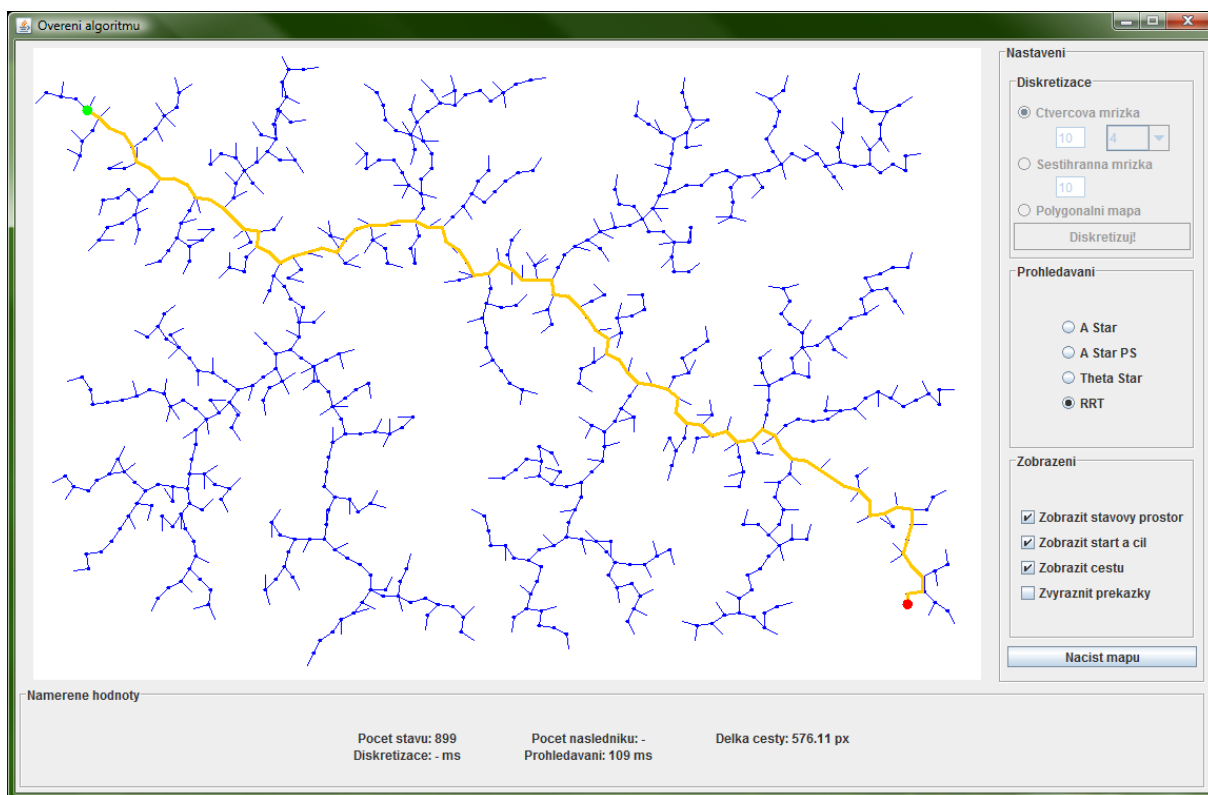 Overeni algoritmu
Nastaveni
Diskretizace
Ctvercova mrizka
10 4
Sestihranna mrizka
10
Polygonalni mapa
Diskretizuj!
Prohledavani
A Star
A Star PS
Theta Star
RRT
Zobrazeni
Zobrazit stavovy prostor
Zobrazit start a cil
Zobrazit cestu
Zvyraznit prekazky
Nacist mapu
Namerene hodnoty
Pocet stavu: 899 Pocet nasledniku: - Delka cesty: 576.11 px
Diskretizace: - ms Prohledavani: 109 ms